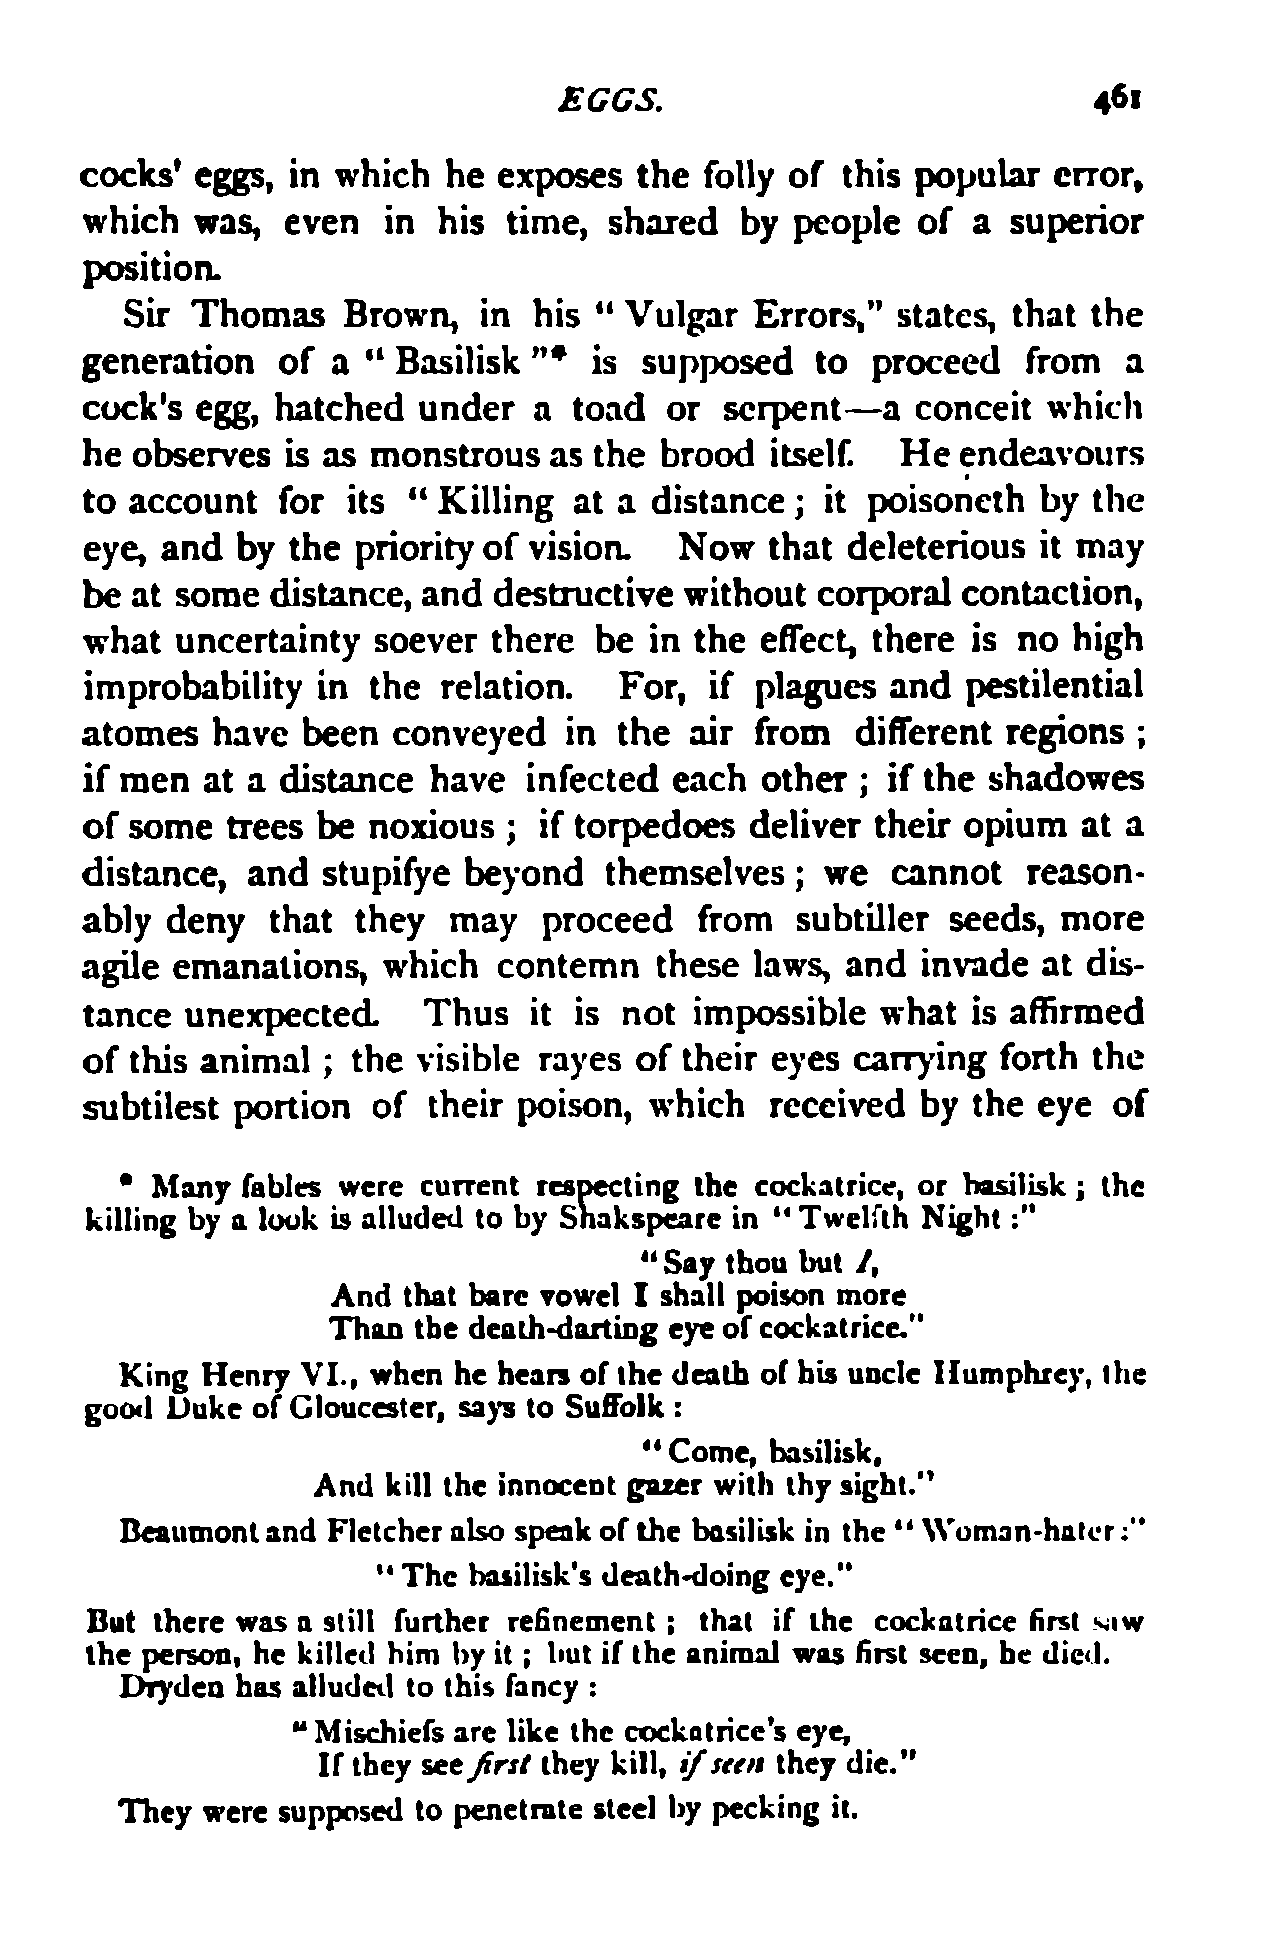 EGGS. 461
cocks' eggs, in which he exposes the folly of this popular error,
which was, even in his time, shared by people of a superior
position.
Sir Thomas Brown, in his "Vulgar Errors," states, that the
generation of a "Basilisk"* is supposed to proceed from a
cock's egg, hatched under a toad or serpent—a conceit which
he observes is as monstrous as the brood itself. He endeavours
to account for its "Killing at a distance; it poisoneth by the
eye, and by the priority of vision. Now that deleterious it may
be at some distance, and destructive without corporal contaction,
what uncertainty soever there be in the effect, there is no high
improbability in the relation. For, if plagues and pestilential
atomes have been conveyed in the air from different regions;
if men at a distance have infected each other; if the shadowes
of some trees be noxious; if torpedoes deliver their opium at a
distance, and stupifye beyond themselves; we cannot reason-
ably deny that they may proceed from subtiller seeds, more
agile emanations, which contemn these laws, and invade at dis-
tance unexpected. Thus it is not impossible what is affirmed
of this animal; the visible rayes of their eyes carrying forth the
subtilest portion of their poison, which received by the eye of
* Many fables were current respecting the cockatrice, or basilisk; the
killing by a look is alluded to by Shakspeare in "Twelfth Night:"
"Say thou but I,
And that bare vowel I shall poison more
Than the death-darting eye of cockatrice."
King Henry VI., when he hears of the death of his uncle Humphrey, the
good Duke of Gloucester, says to Suffolk:
"Come, basilisk,
And kill the innocent gazer with thy sight."
Beaumont and Fletcher also speak of the basilisk in the "Woman-hater:"
"The basilisk's death-doing eye."
But there was a still further refinement; that if the cockatrice first saw
the person, he killed him by it; but if the animal was first seen, he died.
Dryden has alluded to this fancy:
"Mischiefs are like the cockatrice's eye,
If they see first they kill, if seen they die."
They were supposed to penetrate steel by pecking it.